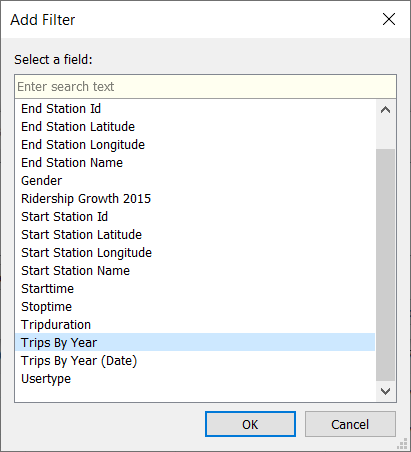 Add Filter
Select a field:
Enter search text
End Station Id
End Station Latitude
End Station Longitude
End Station Name
Gender
Ridership Growth 2015
Start Station Id
Start Station Latitude
Start Station Longitude
Start Station Name
Starttime
Stoptime
Tripduration
Trips By Year
Trips By Year (Date)
Usertype
OK
Cancel